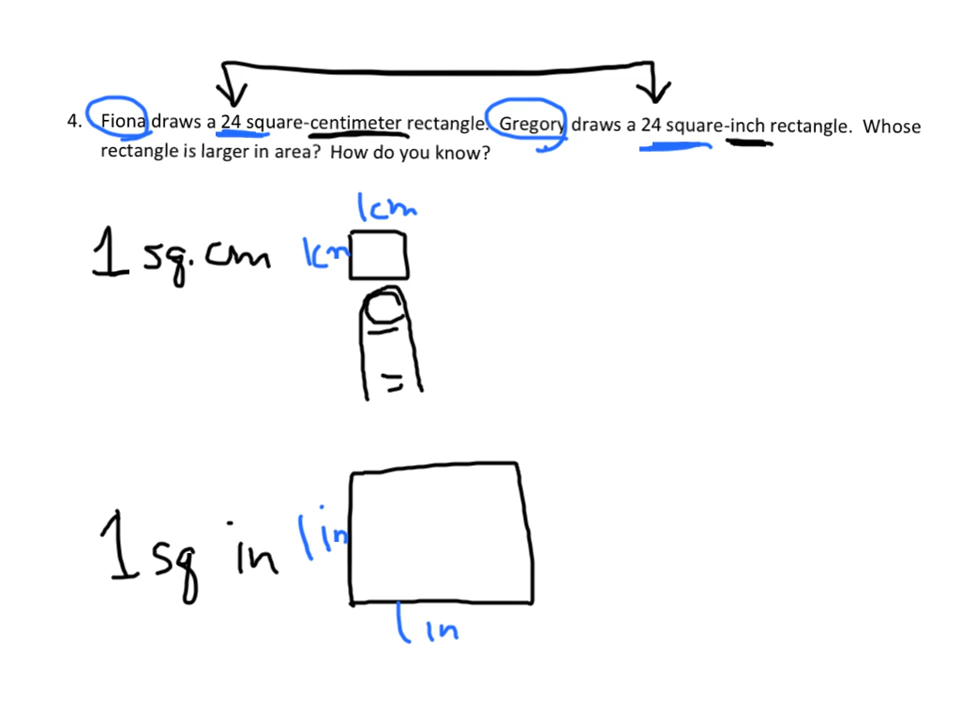 4. Fiona draws a 24 square-centimeter rectangle. Gregory draws a 24 square-inch rectangle. Whose
rectangle is larger in area? How do you know?
1cm
1 sq. cm 1cm
1 sq in 1in
1 in